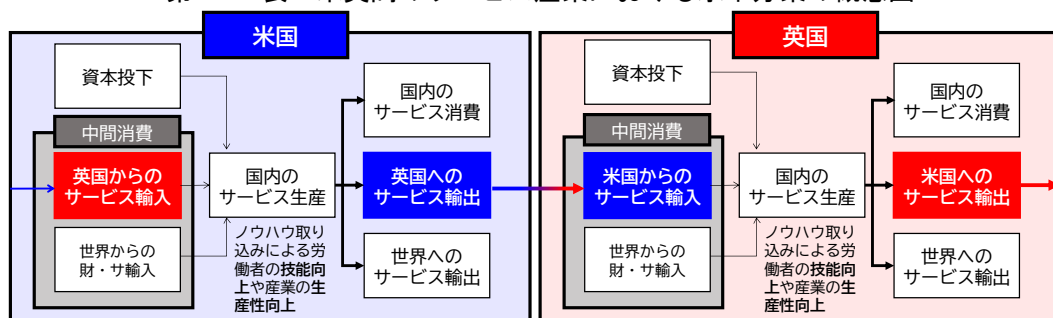 米国
資本投下
中間消費
英国からの
サービス輸入
世界からの
財・サ輸入
国内の
サービス生産
ノウハウ取り
込みによる労
働者の技能向
上や産業の生
産性向上
国内の
サービス消費
英国への
サービス輸出
世界への
サービス輸出
英国
資本投下
中間消費
米国からの
サービス輸入
世界からの
財・サ輸入
国内の
サービス生産
ノウハウ取り
込みによる労
働者の技能向
上や産業の生
産性向上
国内の
サービス消費
米国への
サービス輸出
世界への
サービス輸出